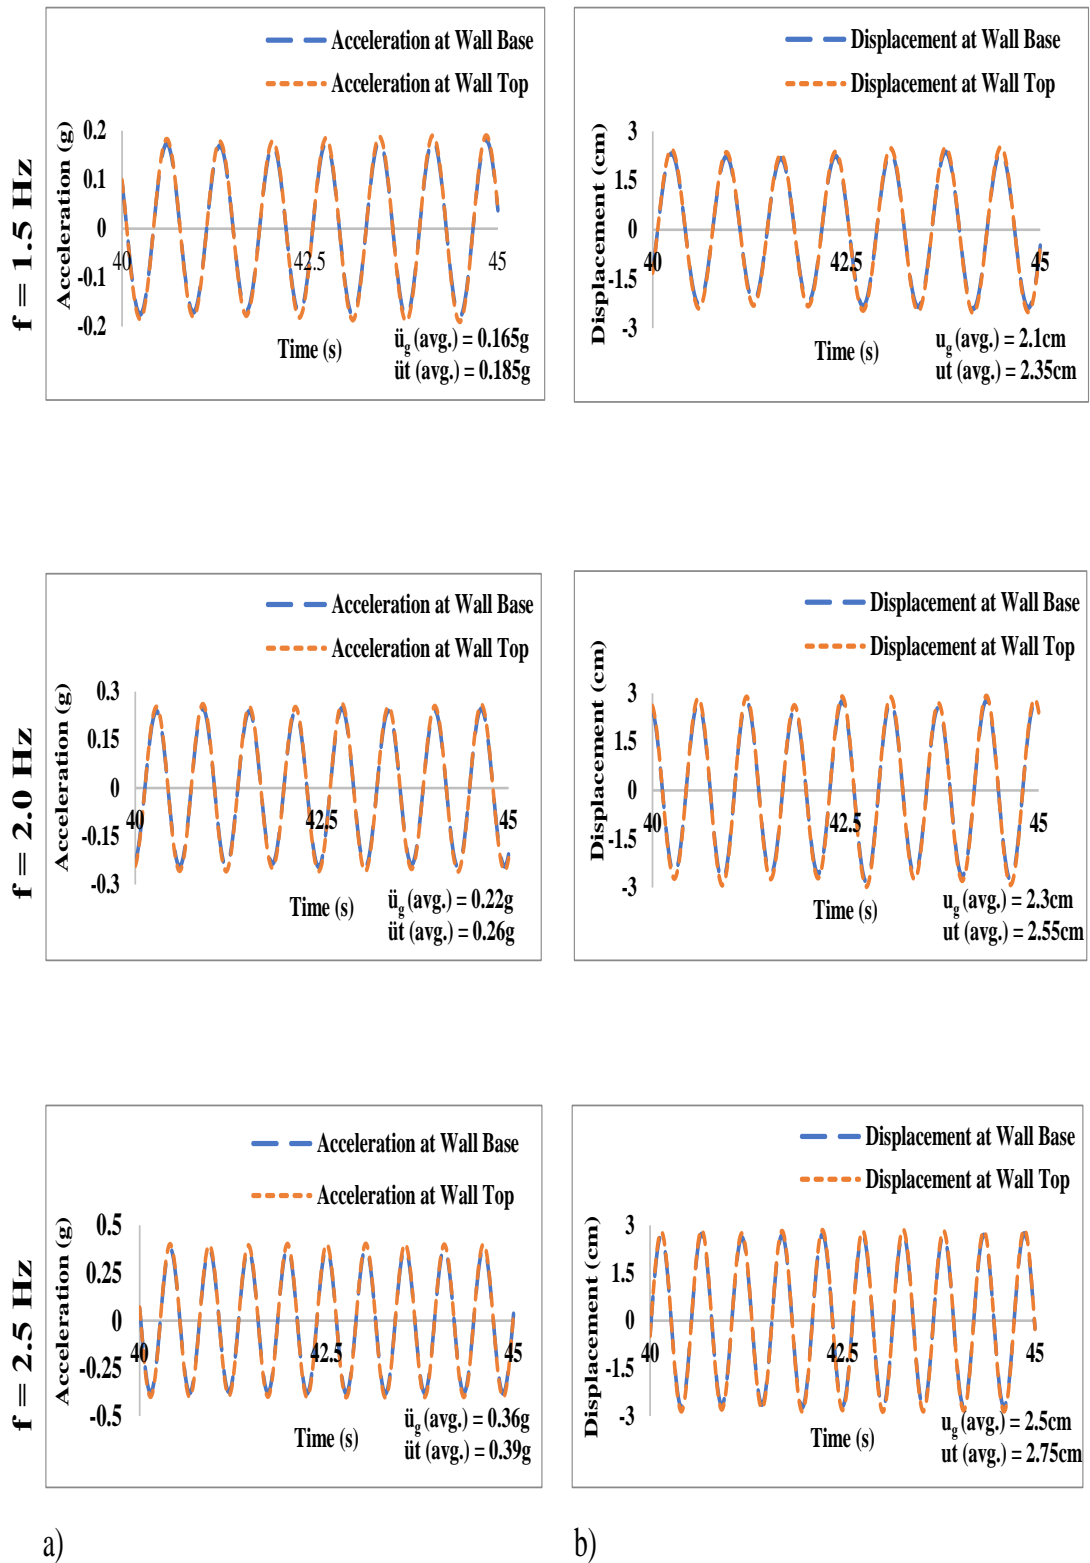 f = 1.5 Hz
Acceleration at Wall Base
Acceleration at Wall Top
Acceleration (g)
0.2
0.1
0
-0.1
-0.2
40
42.5
45
Time (s)
üg (avg.) = 0.165g
üt (avg.) = 0.185g
Displacement at Wall Base
Displacement at Wall Top
Displacement (cm)
3
1.5
0
-1.5
-3
40
42.5
45
Time (s)
ug (avg.) = 2.1cm
ut (avg.) = 2.35cm
f = 2.0 Hz
Acceleration at Wall Base
Acceleration at Wall Top
Acceleration (g)
0.3
0.15
0
-0.15
-0.3
40
42.5
45
Time (s)
üg (avg.) = 0.22g
üt (avg.) = 0.26g
Displacement at Wall Base
Displacement at Wall Top
Displacement (cm)
3
1.5
0
-1.5
-3
40
42.5
45
Time (s)
ug (avg.) = 2.3cm
ut (avg.) = 2.55cm
f = 2.5 Hz
Acceleration at Wall Base
Acceleration at Wall Top
Acceleration (g)
0.5
0.25
0
-0.25
-0.5
40
42.5
45
Time (s)
üg (avg.) = 0.36g
üt (avg.) = 0.39g
Displacement at Wall Base
Displacement at Wall Top
Displacement (cm)
3
1.5
0
-1.5
-3
40
42.5
45
Time (s)
ug (avg.) = 2.5cm
ut (avg.) = 2.75cm
a)
b)